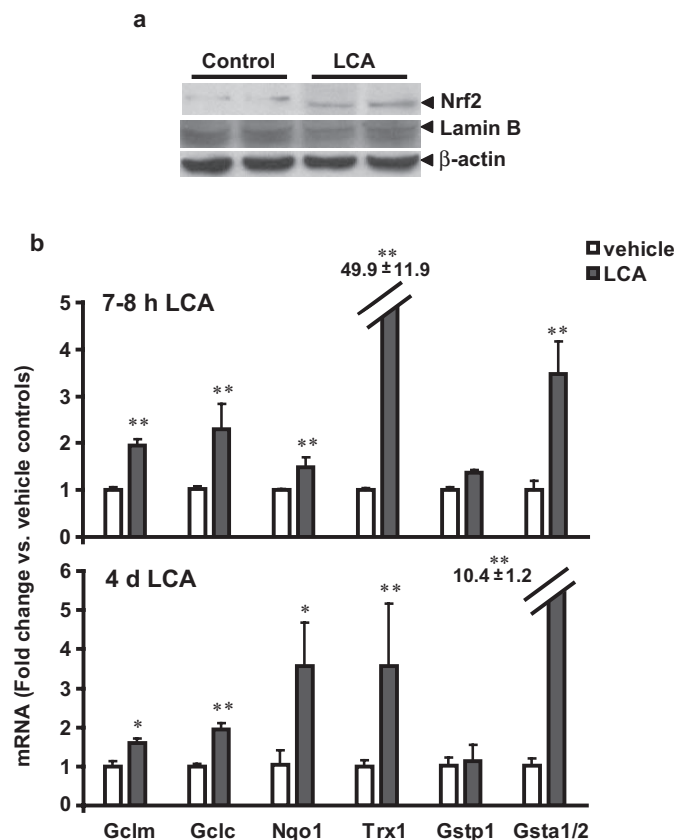 a
Control LCA
Nrf2
Lamin B
β-actin
b
vehicle
LCA
mRNA (Fold change vs. vehicle controls)
7-8 h LCA
5
4
3
2
1
0
**
**
**
**
49.9 ±11.9
**
4 d LCA
6
5
4
3
2
1
0
*
**
*
**
**
10.4 ±1.2
Gclm Gclc Nqo1 Trx1 Gstp1 Gsta1/2